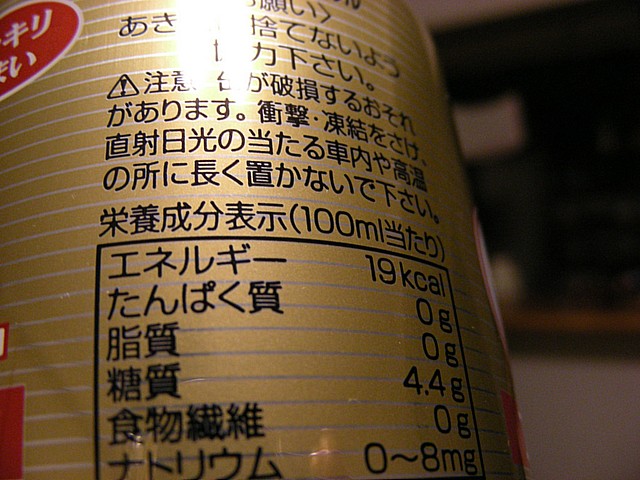 キリ
願い〉
あき 捨てないよう
力下さい。
⚠注意 缶が破損するおそれ
があります。衝撃・凍結をさけ、
直射日光の当たる車内や高温
の所に長く置かないで下さい。
栄養成分表示(100ml当たり)
エネルギー 19kcal
たんぱく質 0g
脂質 0g
糖質 4.4g
食物繊維 0g
ナトリウム 0～8mg